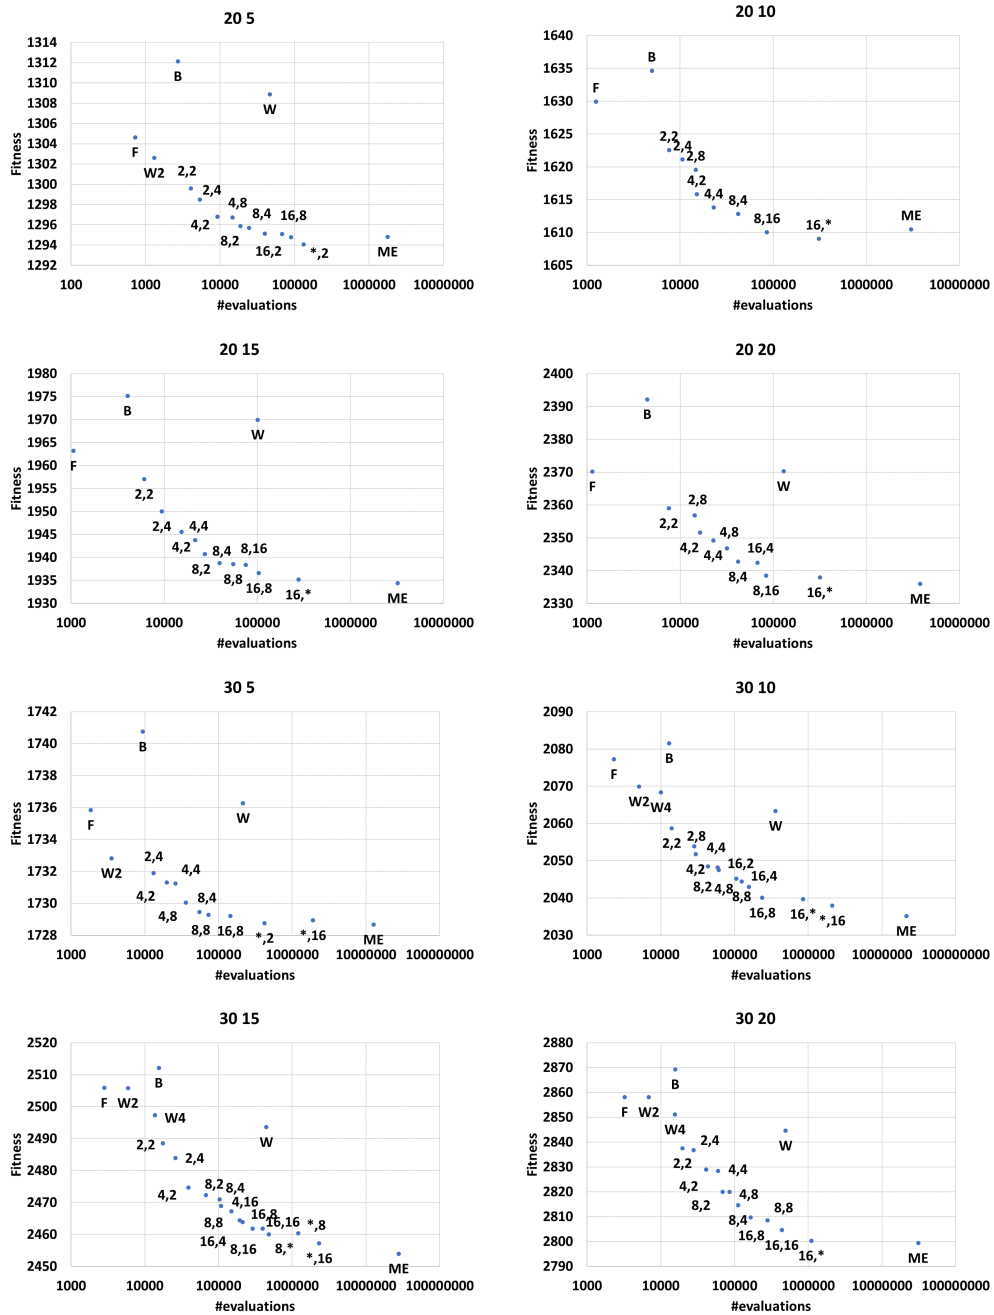 20 5
1314
1312
1310
1308
1306
1304
1302
1300
1298
1296
1294
1292
Fitness
B
W
F
W2
2,2
2,4
4,8
4,2
8,4
16,8
8,2
16,2
*,2
ME
100 1000 10000 100000 1000000 10000000
#evaluations
20 10
1640
1635
1630
1625
1620
1615
1610
1605
Fitness
B
F
2,2
2,4
2,8
4,2
4,4
8,4
8,16
16,*
ME
1000 10000 100000 1000000 10000000
#evaluations
20 15
1980
1975
1970
1965
1960
1955
1950
1945
1940
1935
1930
Fitness
B
W
F
2,2
2,4
4,4
4,2
8,4
8,16
8,2
8,8
16,8
16,*
ME
1000 10000 100000 1000000 10000000
#evaluations
20 20
2400
2390
2380
2370
2360
2350
2340
2330
Fitness
B
F
W
2,8
2,2
4,8
4,2
4,4
16,4
8,4
8,16
16,*
ME
1000 10000 100000 1000000 10000000
#evaluations
30 5
1742
1740
1738
1736
1734
1732
1730
1728
Fitness
B
F
W
W2
2,4
4,4
4,2
8,4
4,8
8,8
16,8
*,2
*,16
ME
1000 10000 100000 1000000 10000000 100000000
#evaluations
30 10
2090
2080
2070
2060
2050
2040
2030
Fitness
B
F
W2
W4
W
2,2
2,8
4,4
4,2
16,2
8,2
4,8
16,4
8,8
16,8
16,*
*,16
ME
1000 10000 100000 1000000 10000000 100000000
#evaluations
30 15
2520
2510
2500
2490
2480
2470
2460
2450
Fitness
B
F
W2
W4
W
2,2
2,4
4,2
8,2
8,4
4,16
8,8
16,8
16,16
*,8
16,4
8,16
8,*
*,16
ME
1000 10000 100000 1000000 10000000 100000000
#evaluations
30 20
2880
2870
2860
2850
2840
2830
2820
2810
2800
2790
Fitness
B
F
W2
W4
W
2,4
2,2
4,4
4,2
4,8
8,2
8,8
8,4
16,8
16,16
16,*
ME
1000 10000 100000 1000000 10000000 100000000
#evaluations